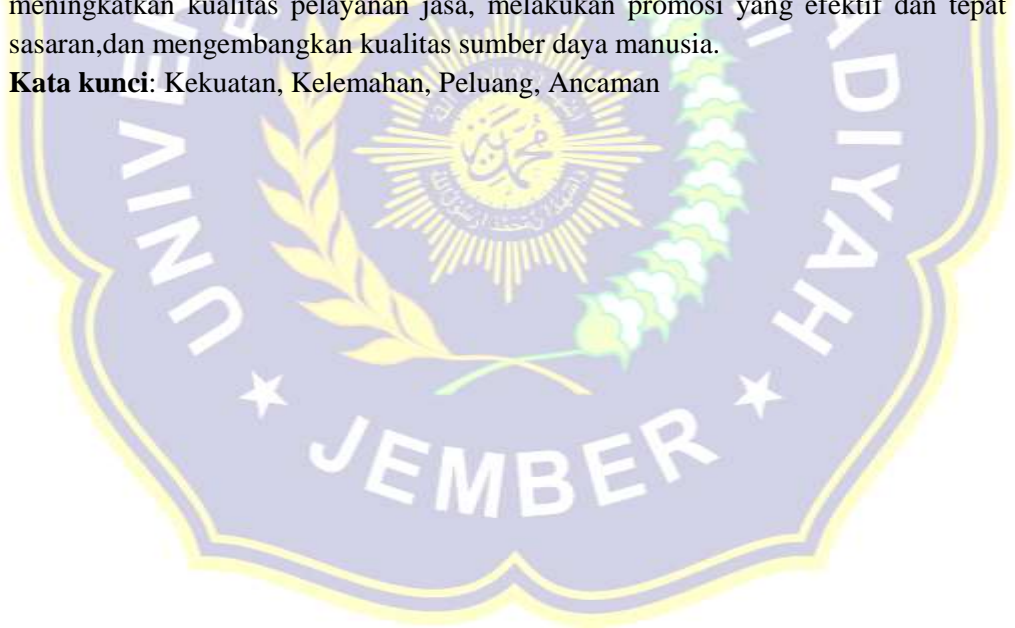 meningkatkan kualitas pelayanan jasa, melakukan promosi yang efektif dan tepat
sasaran,dan mengembangkan kualitas sumber daya manusia.
Kata kunci: Kekuatan, Kelemahan, Peluang, Ancaman
JEMBER